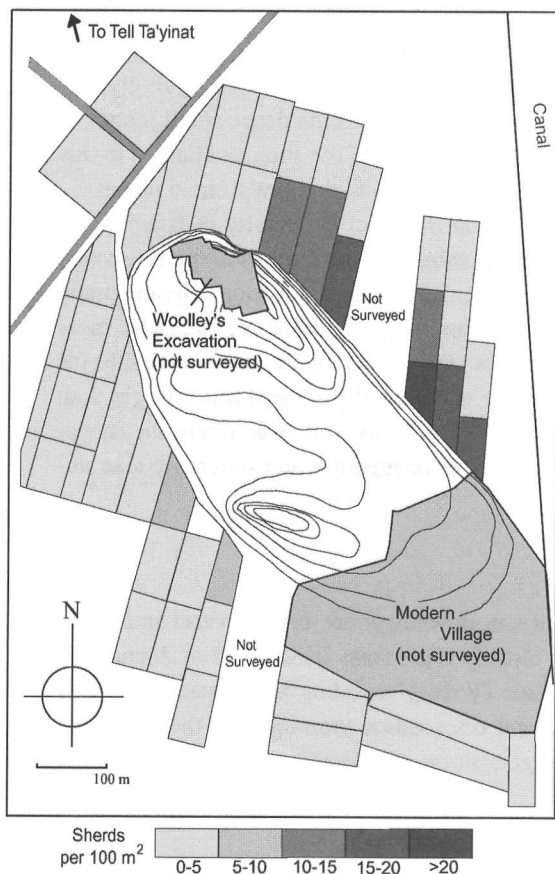 To Tell Ta'yinat
Canal
Not
Surveyed
Woolley's
Excavation
(not surveyed)
Modern
Village
(not surveyed)
Not
Surveyed
N
100 m
Sherds
per 100 m²
0-5
5-10
10-15
15-20
>20